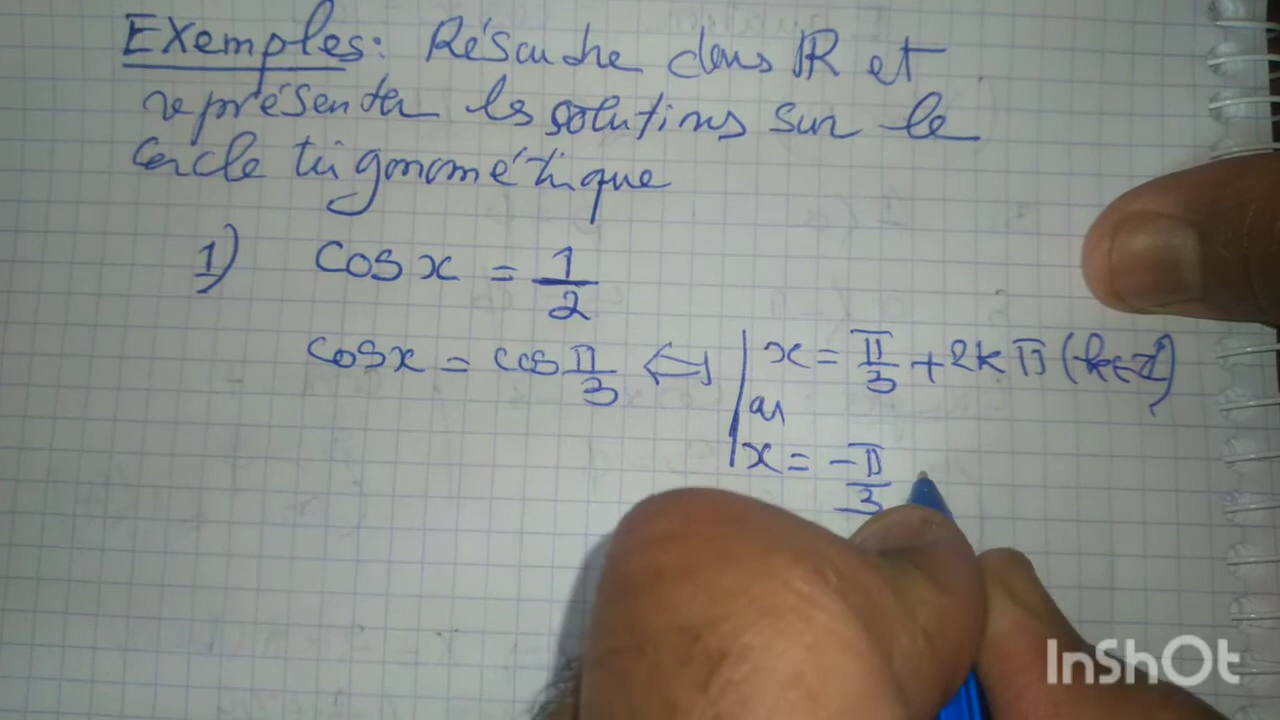 Exemples: Résoudre dans ℝ et
représenter les solutions sur le
cercle trigonométrique
1) cos x = 1/2
cos x = cos π/3 ⟺ x = π/3 + 2kπ (k∈Z)
ou
x = -π/3
InShOt